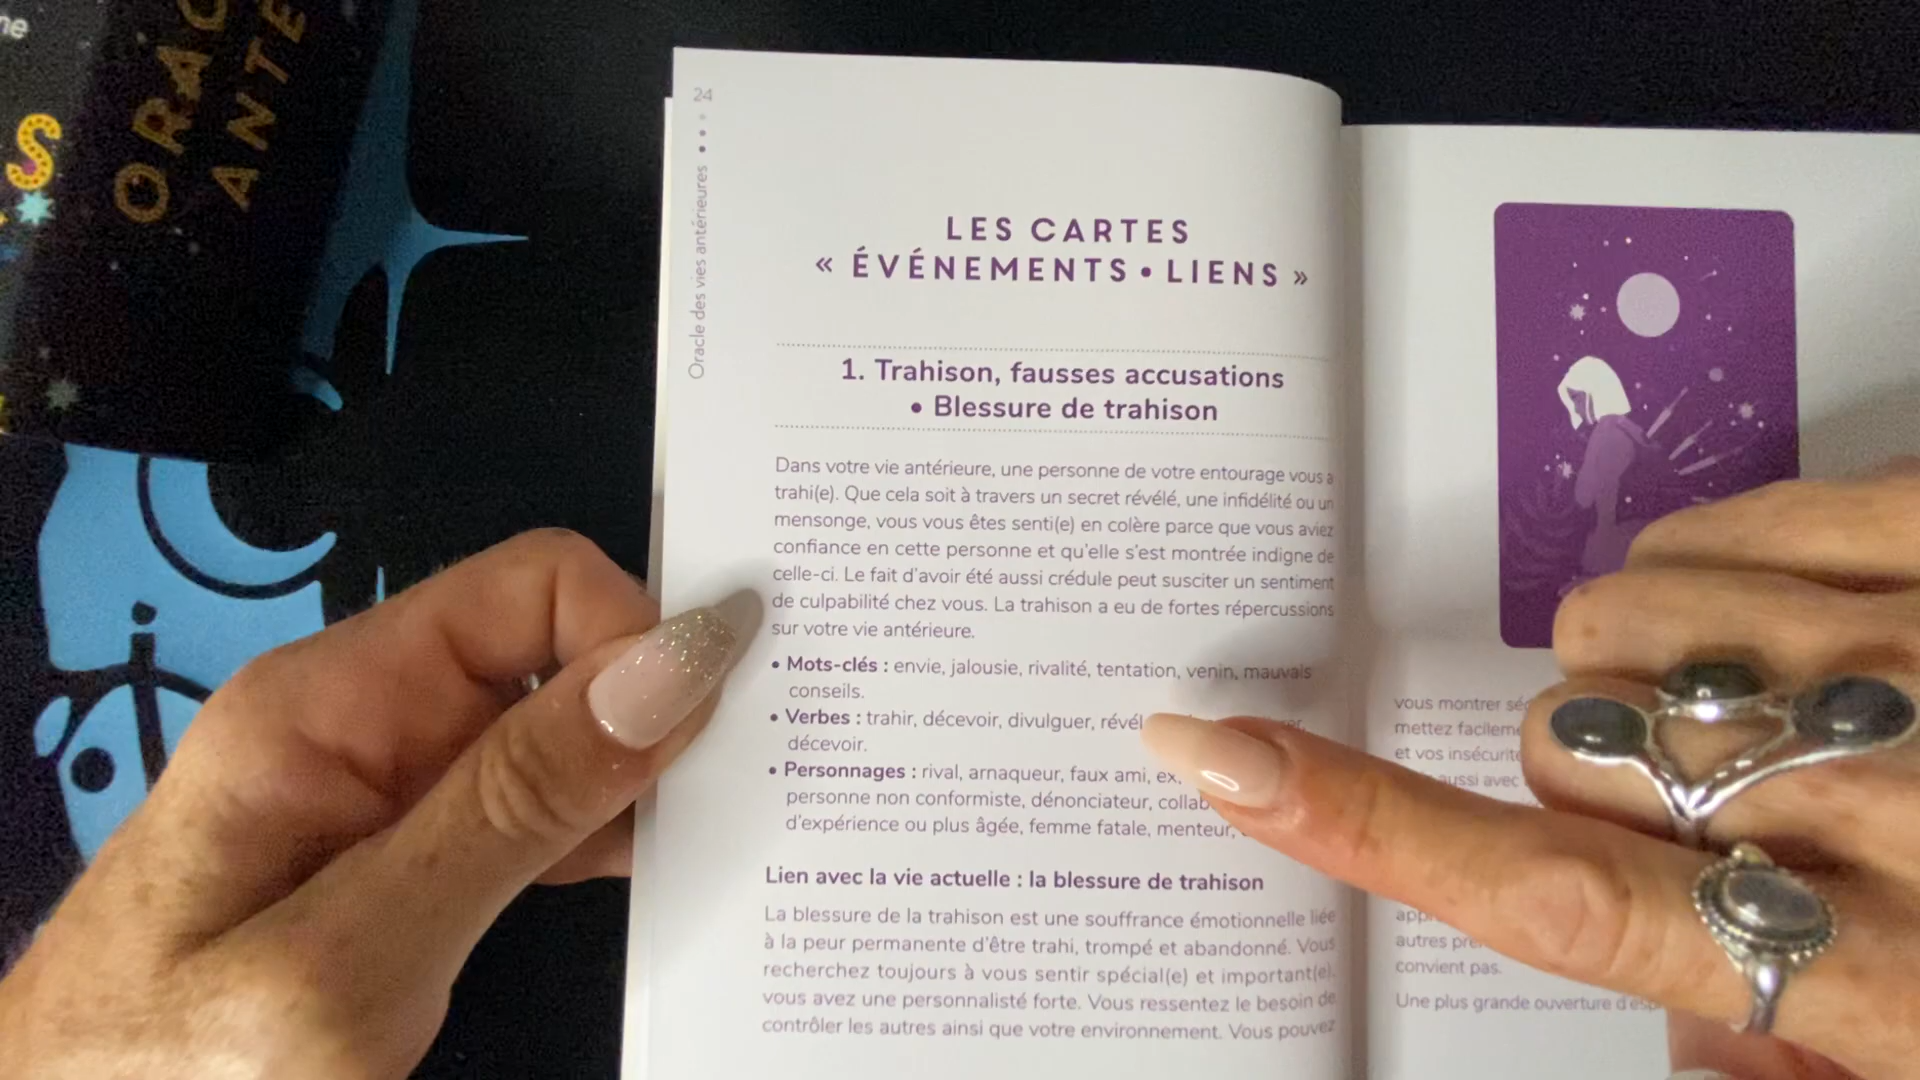 ne
S
ORAC
ANTE
24
Oracle des vies antérieures
LES CARTES
« ÉVÉNEMENTS • LIENS »
1. Trahison, fausses accusations
• Blessure de trahison
Dans votre vie antérieure, une personne de votre entourage vous a
trahi(e). Que cela soit à travers un secret révélé, une infidélité ou un
mensonge, vous vous êtes senti(e) en colère parce que vous aviez
confiance en cette personne et qu'elle s'est montrée indigne de
celle-ci. Le fait d'avoir été aussi crédule peut susciter un sentiment
de culpabilité chez vous. La trahison a eu de fortes répercussions
sur votre vie antérieure.
• Mots-clés : envie, jalousie, rivalité, tentation, venin, mauvais
conseils.
• Verbes : trahir, décevoir, divulguer, révél
décevoir.
• Personnages : rival, arnaqueur, faux ami, ex,
personne non conformiste, dénonciateur, collab
d'expérience ou plus âgée, femme fatale, menteur,
Lien avec la vie actuelle : la blessure de trahison
La blessure de la trahison est une souffrance émotionnelle liée
à la peur permanente d'être trahi, trompé et abandonné. Vous
recherchez toujours à vous sentir spécial(e) et important(e),
vous avez une personnalisté forte. Vous ressentez le besoin de
contrôler les autres ainsi que votre environnement. Vous pouvez
vous montrer
mettez facileme
et vos insécurité
aussi avec
autres
convient pas.
Une plus grande ouverture d'esp